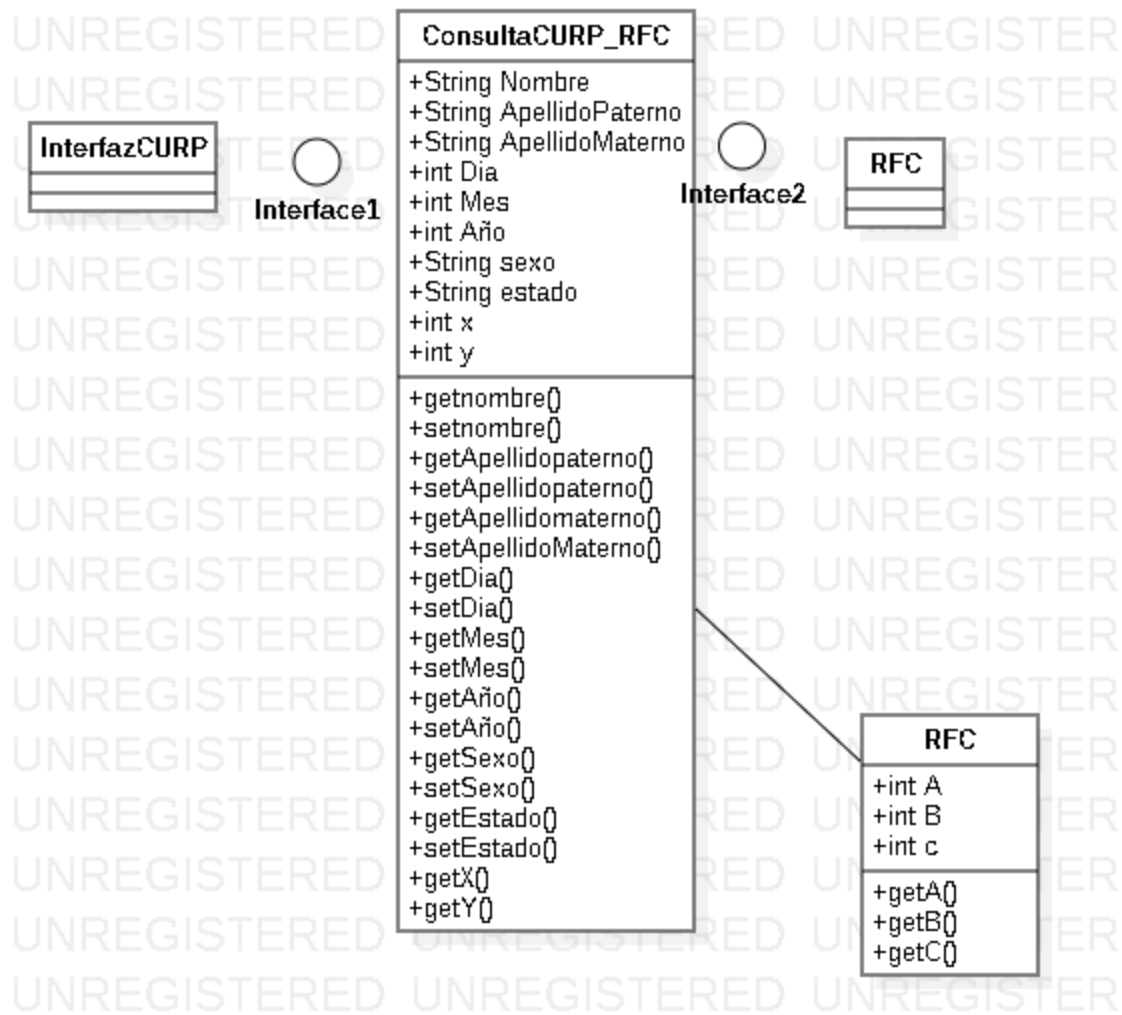 InterfazCURP
Interface1
ConsultaCURP_RFC
+String Nombre
+String ApellidoPaterno
+String ApellidoMaterno
+int Dia
+int Mes
+int Año
+String sexo
+String estado
+int x
+int y
+getnombre()
+setnombre()
+getApellidopaterno()
+setApellidopaterno()
+getApellidomaterno()
+setApellidoMaterno()
+getDia()
+setDia()
+getMes()
+setMes()
+getAño()
+setAño()
+getSexo()
+setSexo()
+getEstado()
+setEstado()
+getX()
+getY()
Interface2
RFC
RFC
+int A
+int B
+int c
+getA()
+getB()
+getC()
UNREGISTERED